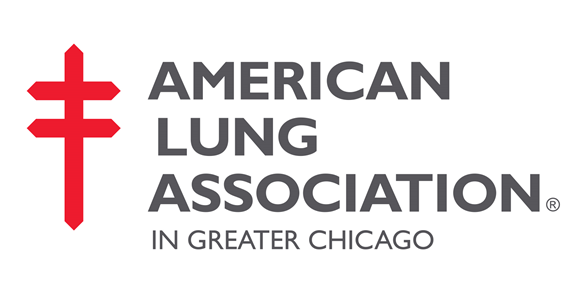 AMERICAN
LUNG
ASSOCIATION®
IN GREATER CHICAGO